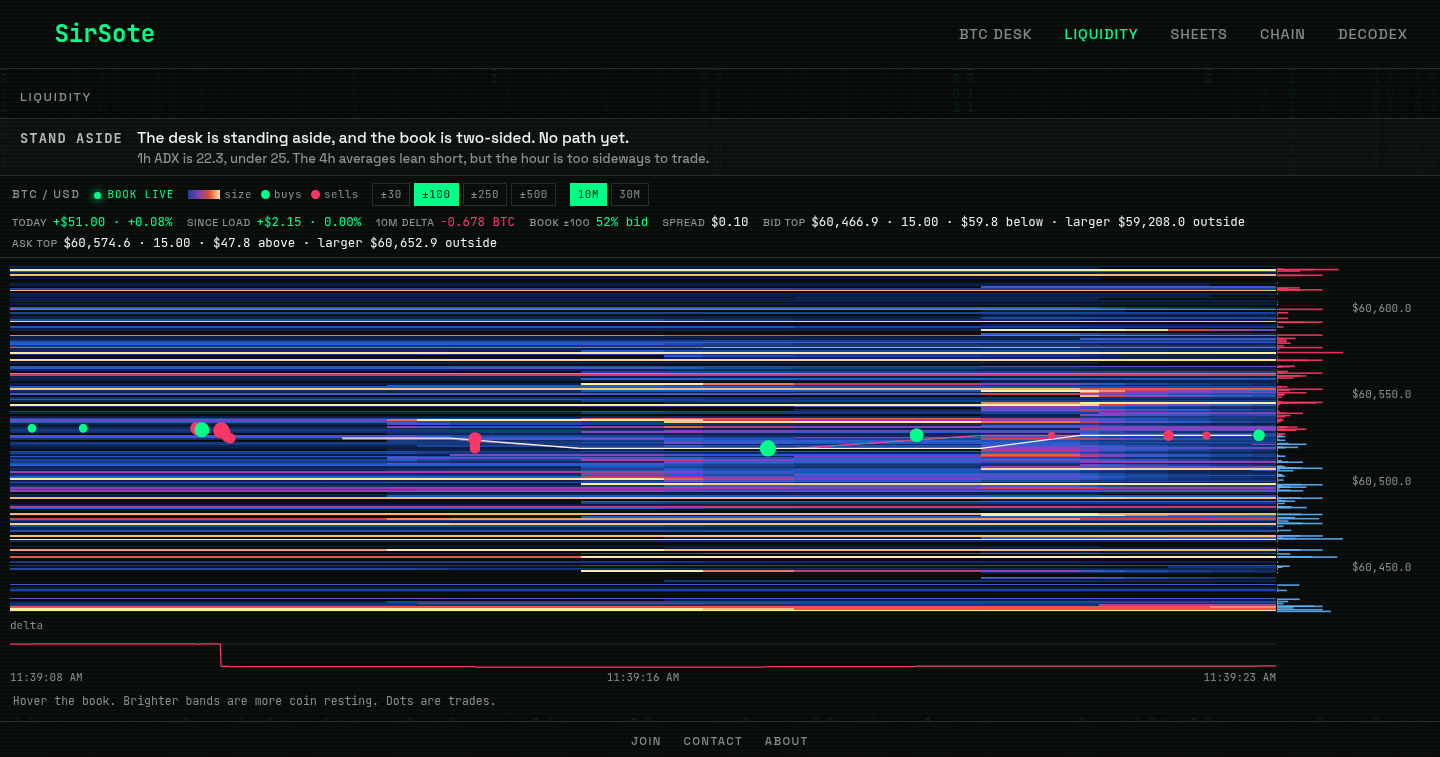 SirSote
BTC DESK LIQUIDITY SHEETS CHAIN DECODEX
LIQUIDITY
STAND ASIDE The desk is standing aside, and the book is two-sided. No path yet.
1h ADX is 22.3, under 25. The 4h averages lean short, but the hour is too sideways to trade.
BTC / USD BOOK LIVE size buys sells ±30 ±100 ±250 ±500 10M 30M
TODAY +$51.00 · +0.08% SINCE LOAD +$2.15 · 0.00% 10M DELTA -0.678 BTC BOOK ±100 52% bid SPREAD $0.10 BID TOP $60,466.9 · 15.00 · $59.8 below · larger $59,208.0 outside
ASK TOP $60,574.6 · 15.00 · $47.8 above · larger $60,652.9 outside
$60,600.0
$60,550.0
$60,500.0
$60,450.0
delta
11:39:08 AM 11:39:16 AM 11:39:23 AM
Hover the book. Brighter bands are more coin resting. Dots are trades.
JOIN CONTACT ABOUT